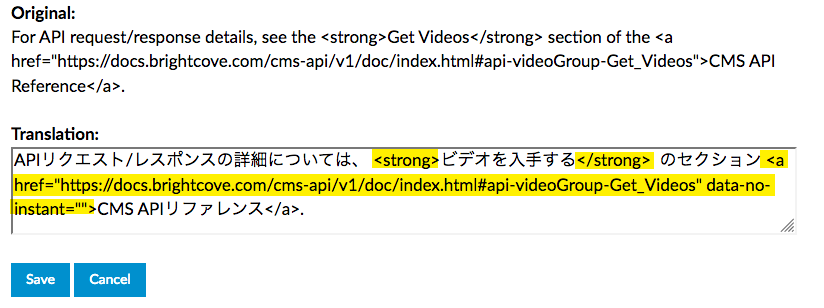 Original:
For API request/response details, see the <strong>Get Videos</strong> section of the <a
href="https://docs.brightcove.com/cms-api/v1/doc/index.html#api-videoGroup-Get_Videos">CMS API
Reference</a>.
Translation:
APIリクエスト/レスポンスの詳細については、 <strong>ビデオを入手する</strong> のセクション <a
href="https://docs.brightcove.com/cms-api/v1/doc/index.html#api-videoGroup-Get_Videos" data-no-
instant="">CMS APIリファレンス</a>.
Save Cancel